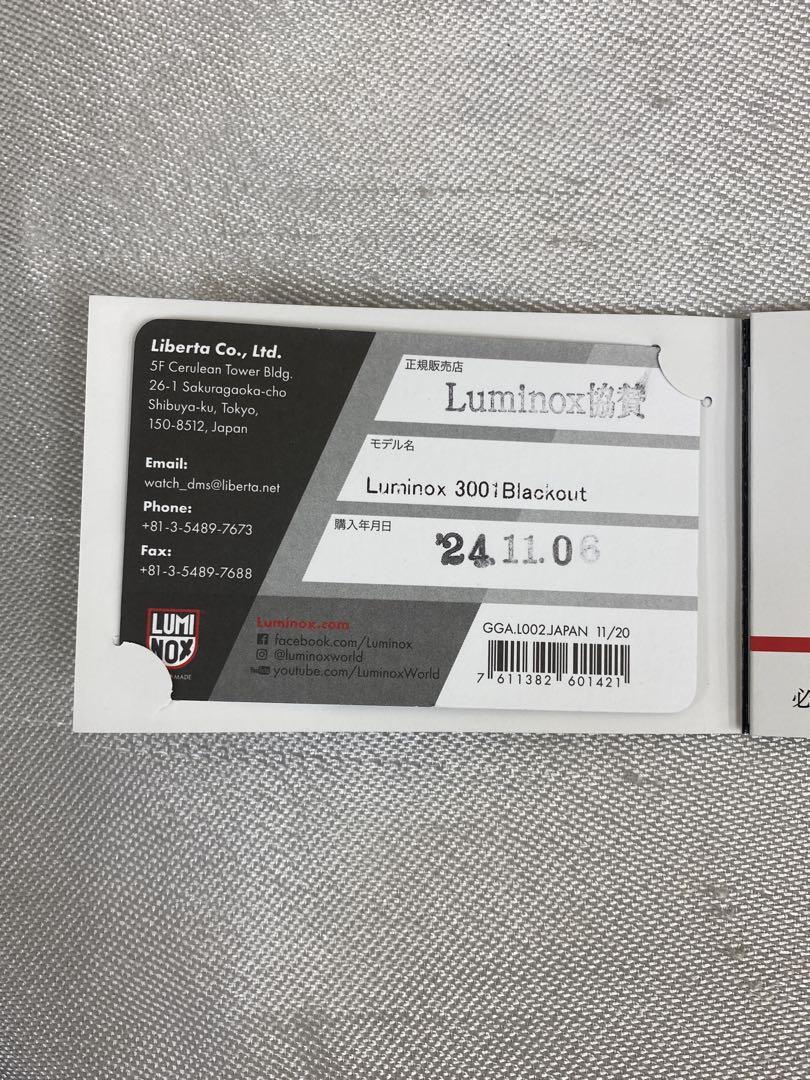 Liberta Co., Ltd.
5F Cerulean Tower Bldg.
26-1 Sakuragaoka-cho
Shibuya-ku, Tokyo,
150-8512, Japan
Email:
watch_dms@liberta.net
Phone:
+81-3-5489-7673
Fax:
+81-3-5489-7688
LUMI
NOX
MADE
正規販売店
Luminox協賛
モデル名
Luminox 3001Blackout
購入年月日
'24.11.06
Luminox.com
facebook.com/Luminox
@luminoxworld
YouTube youtube.com/LuminoxWorld
GGA.L002.JAPAN 11/20
7 611382 601421
必